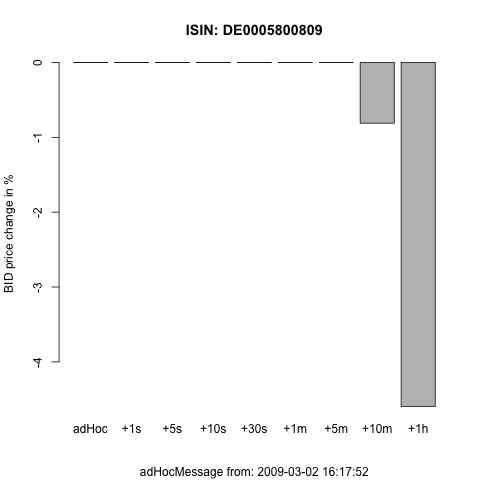 ISIN: DE0005800809
BID price change in %
0
-1
-2
-3
-4
adHoc +1s +5s +10s +30s +1m +5m +10m +1h
adHocMessage from: 2009-03-02 16:17:52